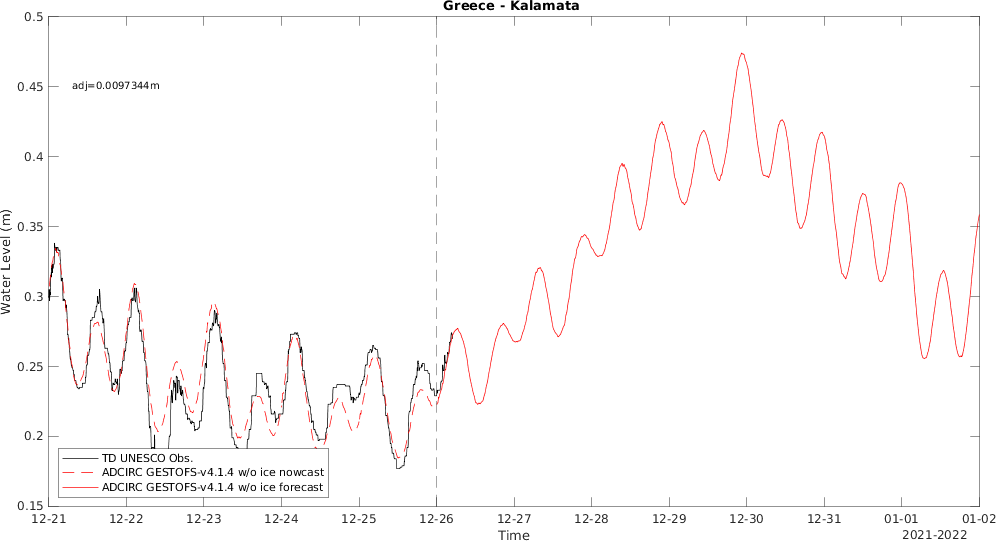 Greece - Kalamata
0.5
0.45
0.4
0.35
0.3
0.25
0.2
0.15
Water Level (m)
adj=0.0097344m
TD UNESCO Obs.
ADCIRC GESTOFS-v4.1.4 w/o ice nowcast
ADCIRC GESTOFS-v4.1.4 w/o ice forecast
12-21 12-22 12-23 12-24 12-25 12-26 12-27 12-28 12-29 12-30 12-31 01-01 01-02
Time
2021-2022